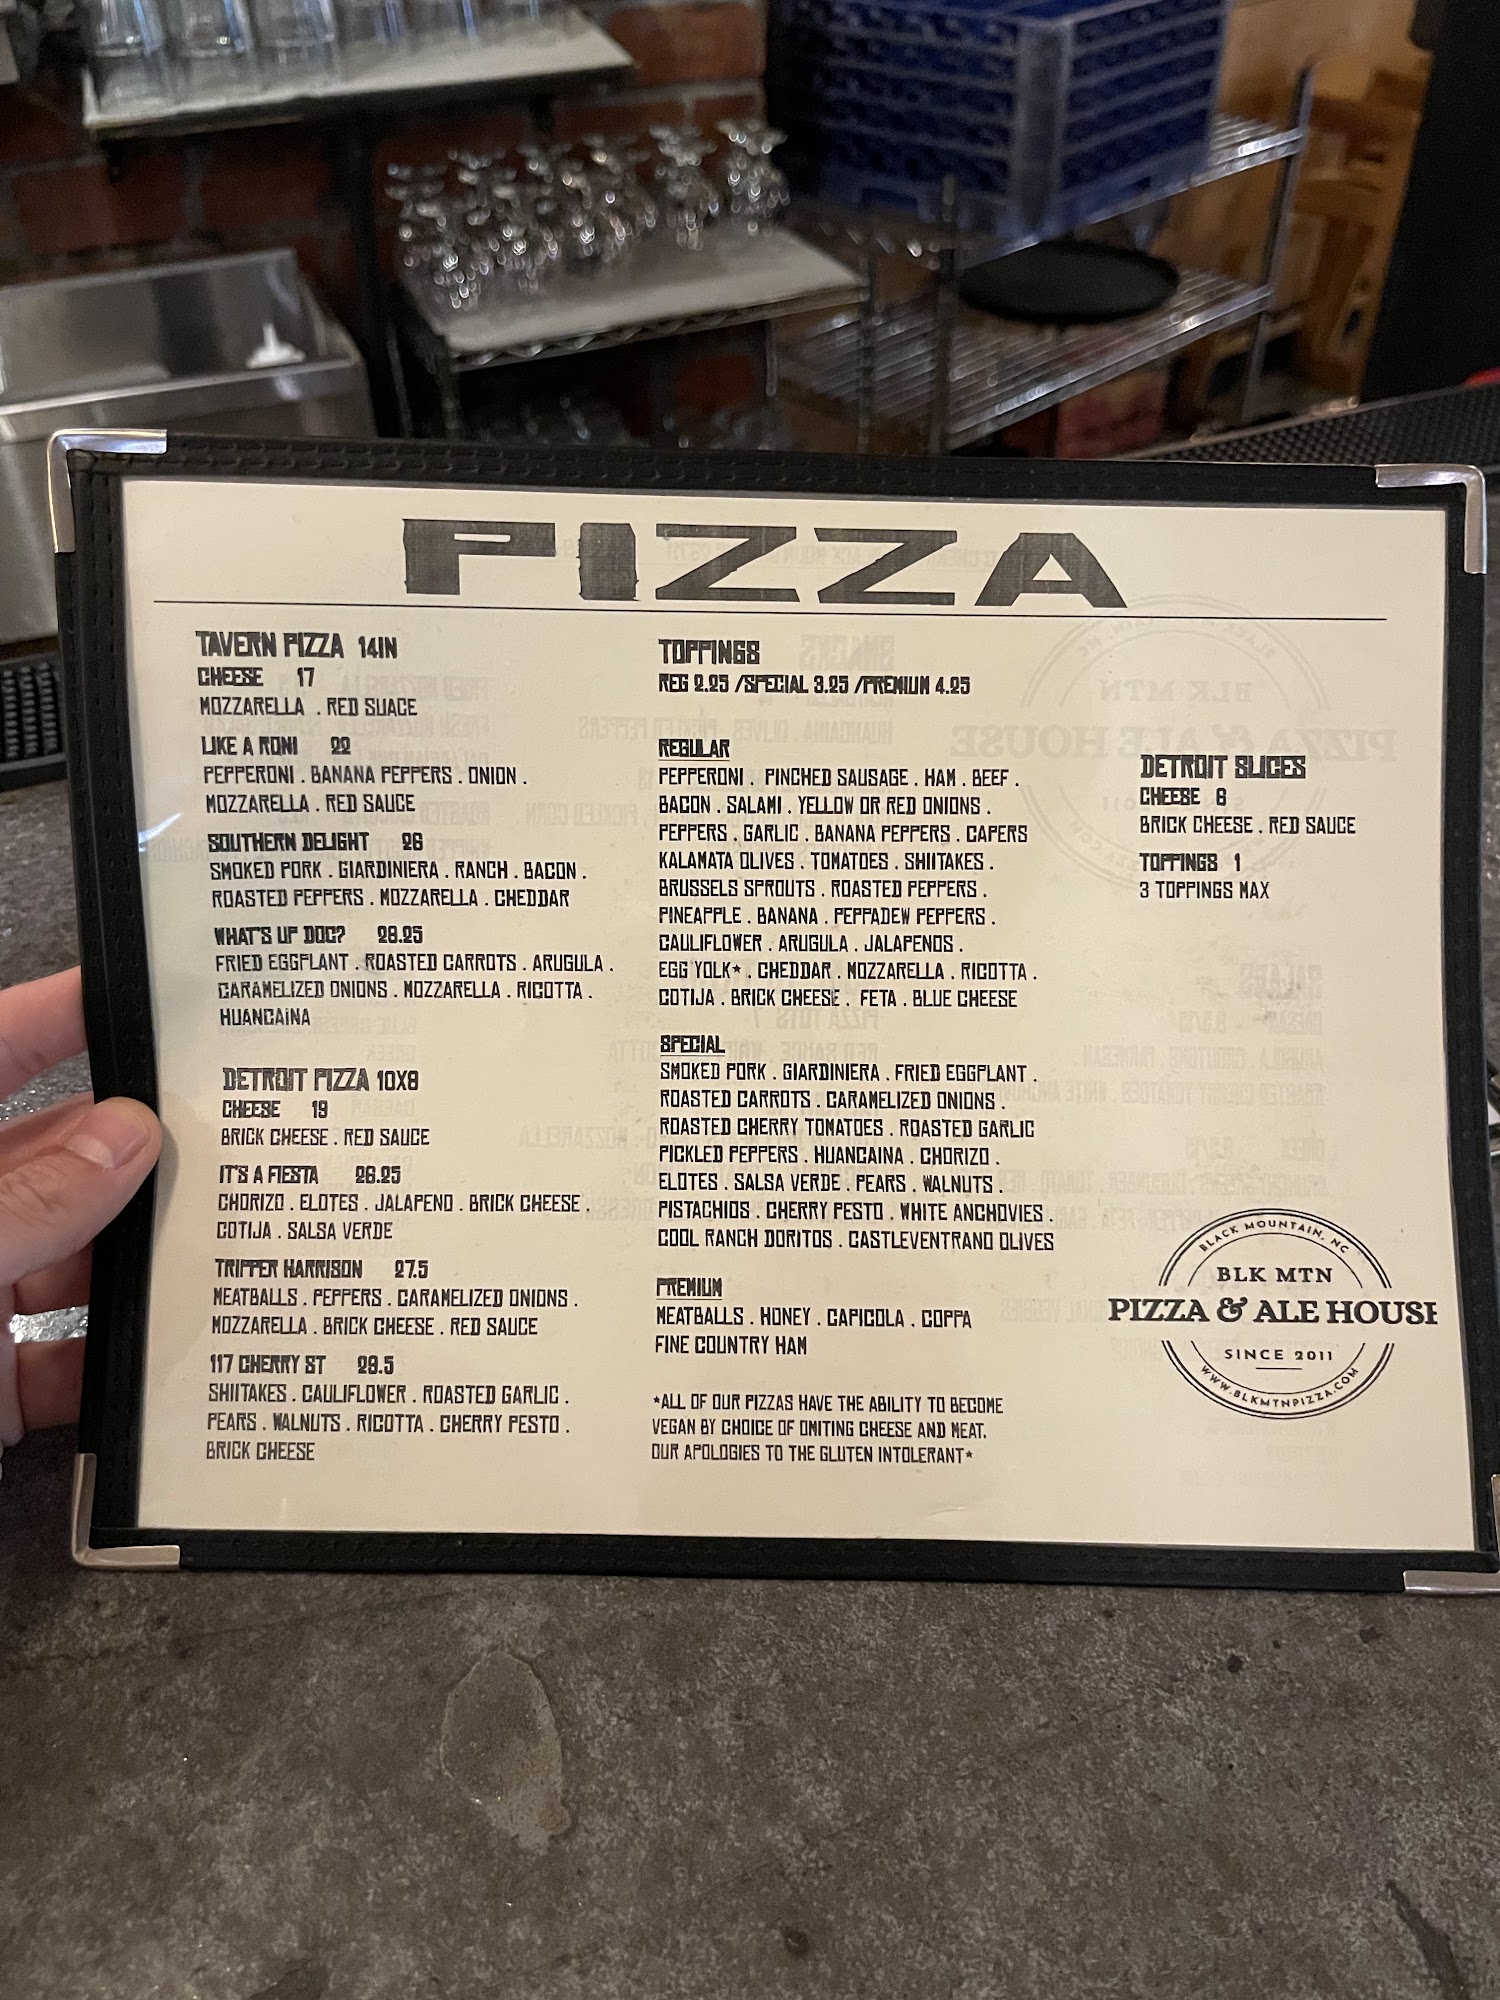 PIZZA
TAVERN PIZZA 14IN
CHEESE 17
MOZZARELLA . RED SUACE
LIKE A RONI 22
PEPPERONI . BANANA PEPPERS . ONION .
MOZZARELLA . RED SAUCE
SOUTHERN DELIGHT 26
SMOKED PORK . GIARDINIERA . RANCH . BACON .
ROASTED PEPPERS . MOZZARELLA . CHEDDAR
WHAT'S UP DOC? 28.25
FRIED EGGPLANT . ROASTED CARROTS . ARUGULA .
CARAMELIZED ONIONS . MOZZARELLA . RICOTTA .
HUANCAINA
DETROIT PIZZA 10X8
CHEESE 19
BRICK CHEESE . RED SAUCE
IT'S A FIESTA 26.25
CHORIZO . ELOTES . JALAPENO . BRICK CHEESE .
COTIJA . SALSA VERDE
TRIPPER HARRISON 27.5
MEATBALLS . PEPPERS . CARAMELIZED ONIONS .
MOZZARELLA . BRICK CHEESE . RED SAUCE
117 CHERRY ST 29.5
SHIITAKES . CAULIFLOWER . ROASTED GARLIC .
PEARS . WALNUTS . RICOTTA . CHERRY PESTO .
BRICK CHEESE
TOPPINGS
REG 2.25 /SPECIAL 3.25 /PREMIUM 4.25
REGULAR
PEPPERONI . PINCHED SAUSAGE . HAM . BEEF .
BACON . SALAMI . YELLOW OR RED ONIONS .
PEPPERS . GARLIC . BANANA PEPPERS . CAPERS
KALAMATA OLIVES . TOMATOES . SHIITAKES .
BRUSSELS SPROUTS . ROASTED PEPPERS .
PINEAPPLE . BANANA . PEPPADEW PEPPERS .
CAULIFLOWER . ARUGULA . JALAPENOS .
EGG YOLK* . CHEDDAR . MOZZARELLA . RICOTTA .
COTIJA . BRICK CHEESE . FETA . BLUE CHEESE
SPECIAL
SMOKED PORK . GIARDINIERA . FRIED EGGPLANT .
ROASTED CARROTS . CARAMELIZED ONIONS .
ROASTED CHERRY TOMATOES . ROASTED GARLIC
PICKLED PEPPERS . HUANCAINA . CHORIZO .
ELOTES . SALSA VERDE . PEARS . WALNUTS .
PISTACHIOS . CHERRY PESTO . WHITE ANCHOVIES .
COOL RANCH DORITOS . CASTLEVENTRANO OLIVES
PREMIUM
MEATBALLS . HONEY . CAPICOLA . COPPA
FINE COUNTRY HAM
*ALL OF OUR PIZZAS HAVE THE ABILITY TO BECOME
VEGAN BY CHOICE OF OMITING CHEESE AND MEAT.
OUR APOLOGIES TO THE GLUTEN INTOLERANT*
DETROIT SLICES
CHEESE 6
BRICK CHEESE . RED SAUCE
TOPPINGS 1
3 TOPPINGS MAX
BLACK MOUNTAIN, NC
BLK MTN
PIZZA & ALE HOUSE
SINCE 2011
WWW.BLKMTNPIZZA.COM